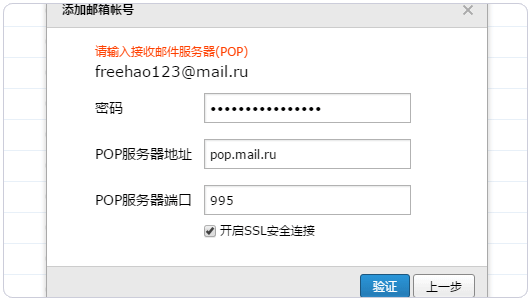 添加邮箱帐号
请输入接收邮件服务器(POP)
freehao123@mail.ru
密码 ••••••••••••••••
POP服务器地址 pop.mail.ru
POP服务器端口 995
开启SSL安全连接
验证 上一步